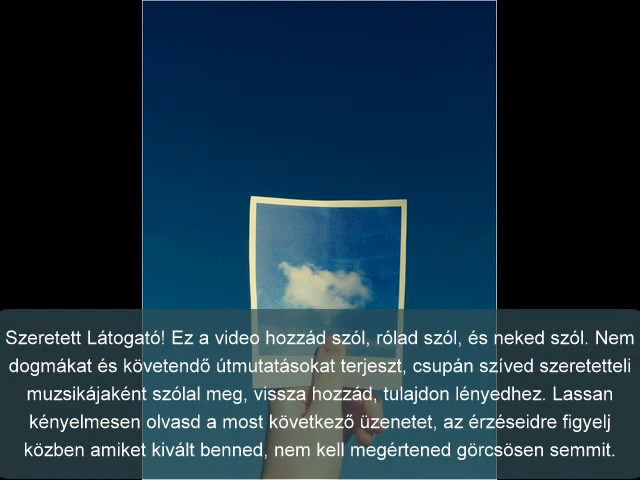 Szeretett Látogató! Ez a video hozzád szól, rólad szól, és neked szól. Nem
dogmákat és követendő útmutatásokat terjeszt, csupán szíved szeretetteli
muzsikájaként szólal meg, vissza hozzád, tulajdon lényedhez. Lassan
kényelmesen olvasd a most következő üzenetet, az érzéseidre figyelj
közben amiket kivált benned, nem kell megértened görcsösen semmit.